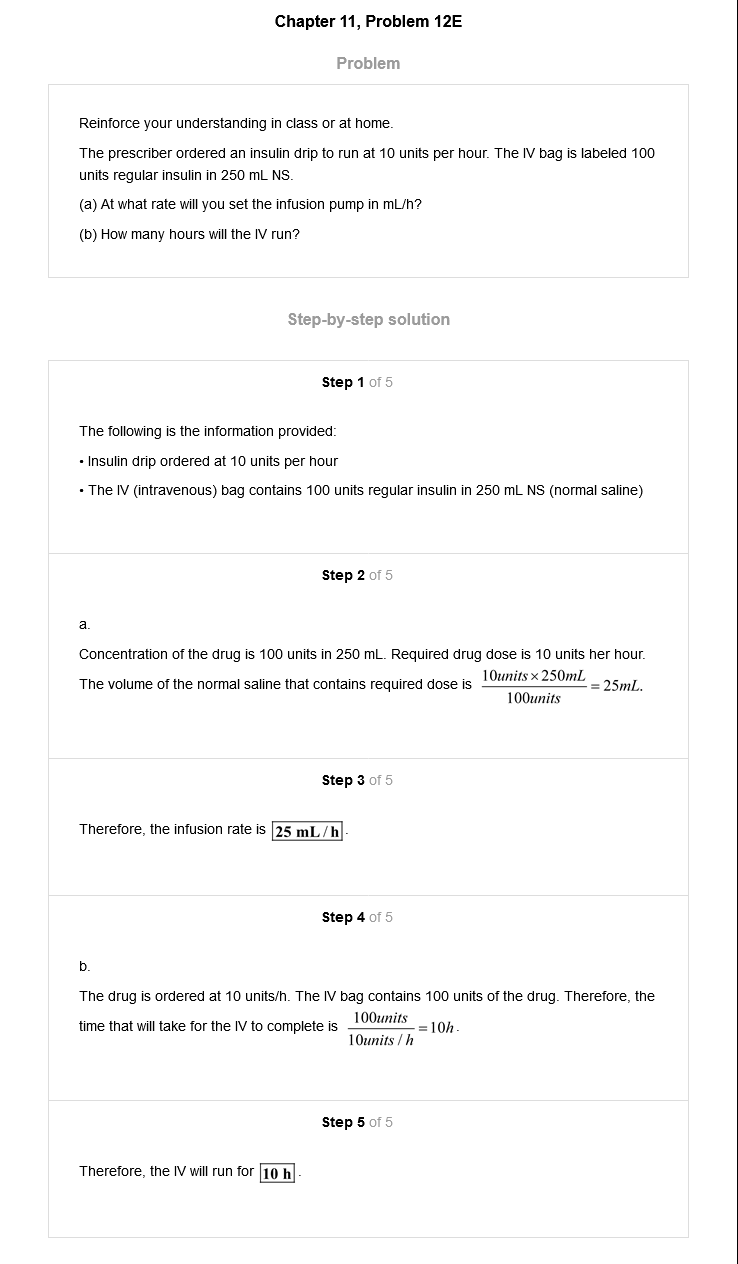 Chapter 11, Problem 12E
Problem
Reinforce your understanding in class or at home.
The prescriber ordered an insulin drip to run at 10 units per hour. The IV bag is labeled 100
units regular insulin in 250 mL NS.
(a) At what rate will you set the infusion pump in mL/h?
(b) How many hours will the IV run?
Step-by-step solution
Step 1 of 5
The following is the information provided:
• Insulin drip ordered at 10 units per hour
• The IV (intravenous) bag contains 100 units regular insulin in 250 mL NS (normal saline)
Step 2 of 5
a.
Concentration of the drug is 100 units in 250 mL. Required drug dose is 10 units her hour.
The volume of the normal saline that contains required dose is 10units × 250mL / 100units = 25mL.
Step 3 of 5
Therefore, the infusion rate is 25 mL/h.
Step 4 of 5
b.
The drug is ordered at 10 units/h. The IV bag contains 100 units of the drug. Therefore, the
time that will take for the IV to complete is 100units / 10units / h = 10h.
Step 5 of 5
Therefore, the IV will run for 10 h.